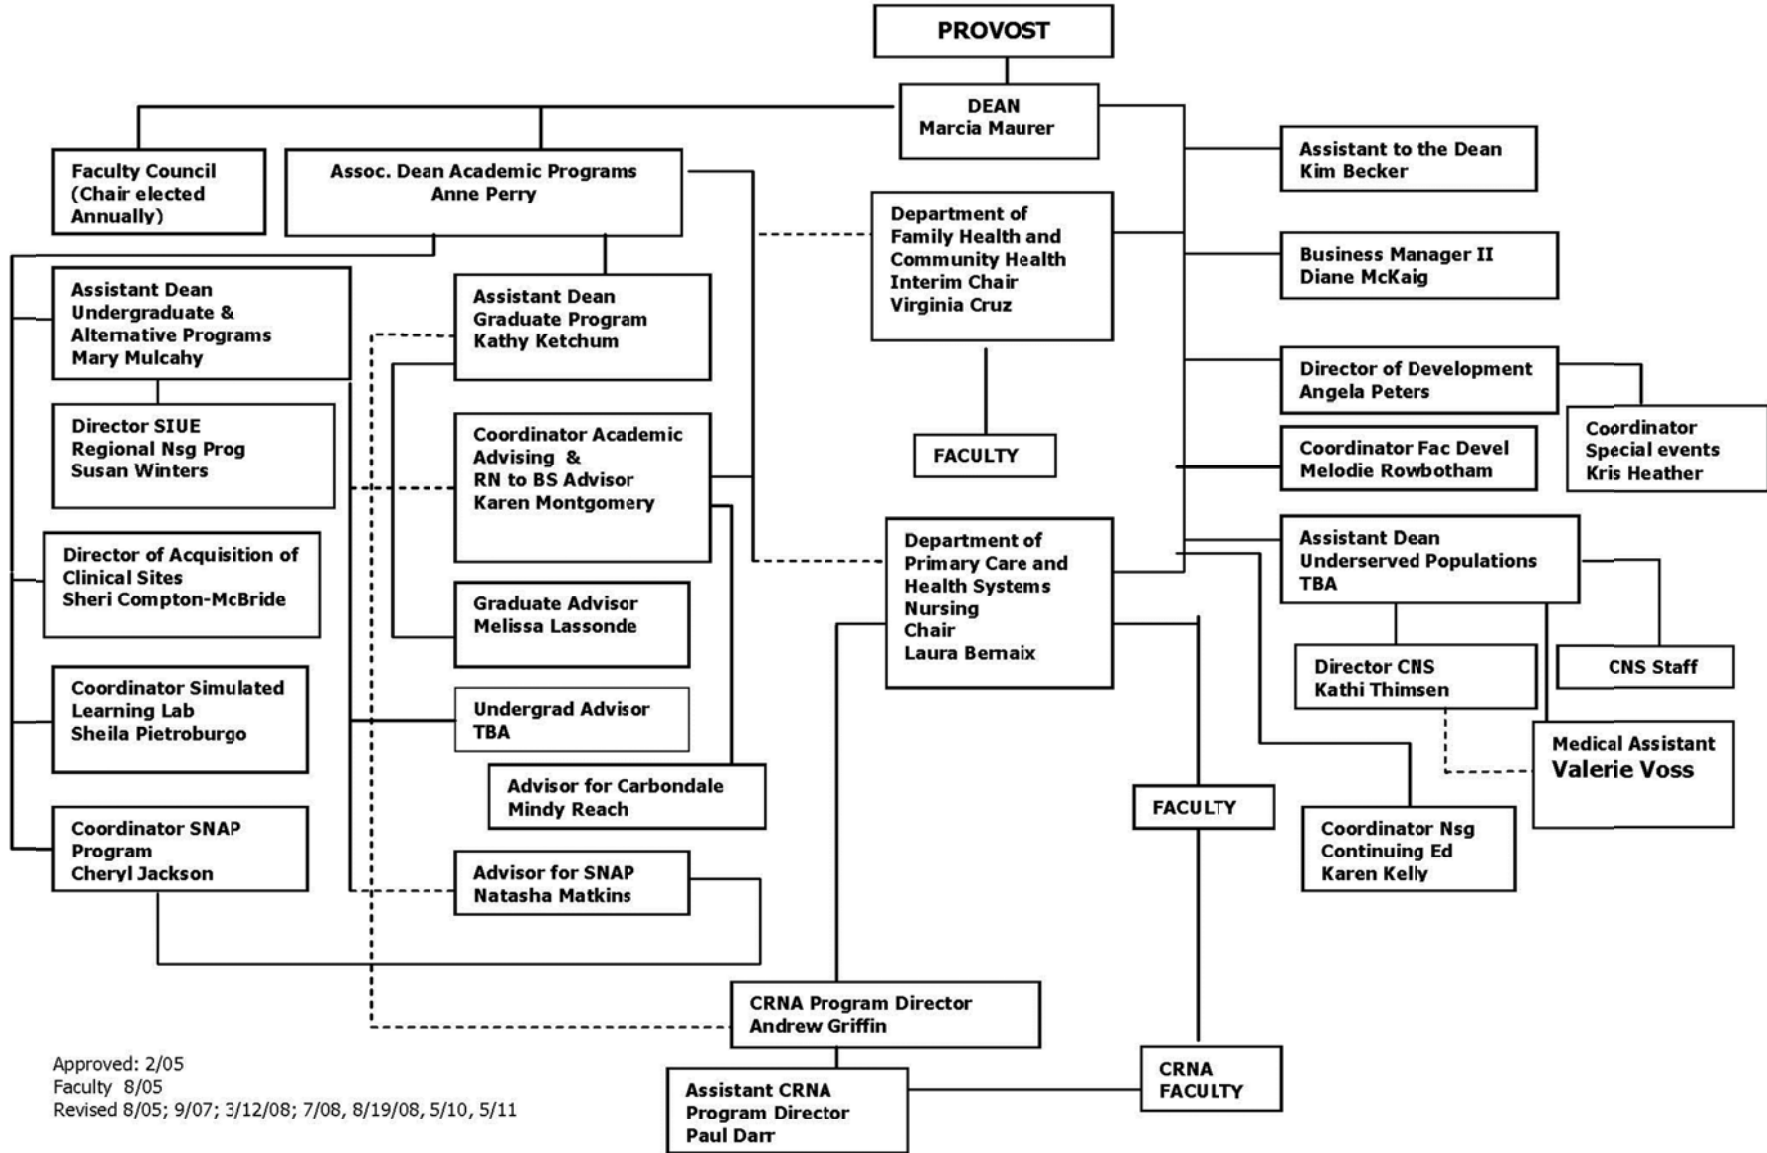 PROVOST
DEAN
Marcia Maurer
Faculty Council
(Chair elected
Annually)
Assoc. Dean Academic Programs
Anne Perry
Assistant to the Dean
Kim Becker
Department of
Family Health and
Community Health
Interim Chair
Virginia Cruz
Business Manager II
Diane McKaig
Assistant Dean
Undergraduate &
Alternative Programs
Mary Mulcahy
Assistant Dean
Graduate Program
Kathy Ketchum
Director of Development
Angela Peters
Director SIUE
Regional Nsg Prog
Susan Winters
Coordinator Academic
Advising &
RN to BS Advisor
Karen Montgomery
FACULTY
Coordinator Fac Devel
Melodie Rowbotham
Coordinator
Special events
Kris Heather
Director of Acquisition of
Clinical Sites
Sheri Compton-McBride
Department of
Primary Care and
Health Systems
Nursing
Chair
Laura Bernaix
Assistant Dean
Underserved Populations
TBA
Graduate Advisor
Melissa Lassonde
Director CNS
Kathi Thimsen
CNS Staff
Coordinator Simulated
Learning Lab
Sheila Pietroburgo
Undergrad Advisor
TBA
Medical Assistant
Valerie Voss
Advisor for Carbondale
Mindy Reach
FACULTY
Coordinator Nsg
Continuing Ed
Karen Kelly
Coordinator SNAP
Program
Cheryl Jackson
Advisor for SNAP
Natasha Matkins
CRNA Program Director
Andrew Griffin
CRNA
FACULTY
Assistant CRNA
Program Director
Paul Darr
Approved: 2/05
Faculty 8/05
Revised 8/05; 9/07; 3/12/08; 7/08, 8/19/08, 5/10, 5/11